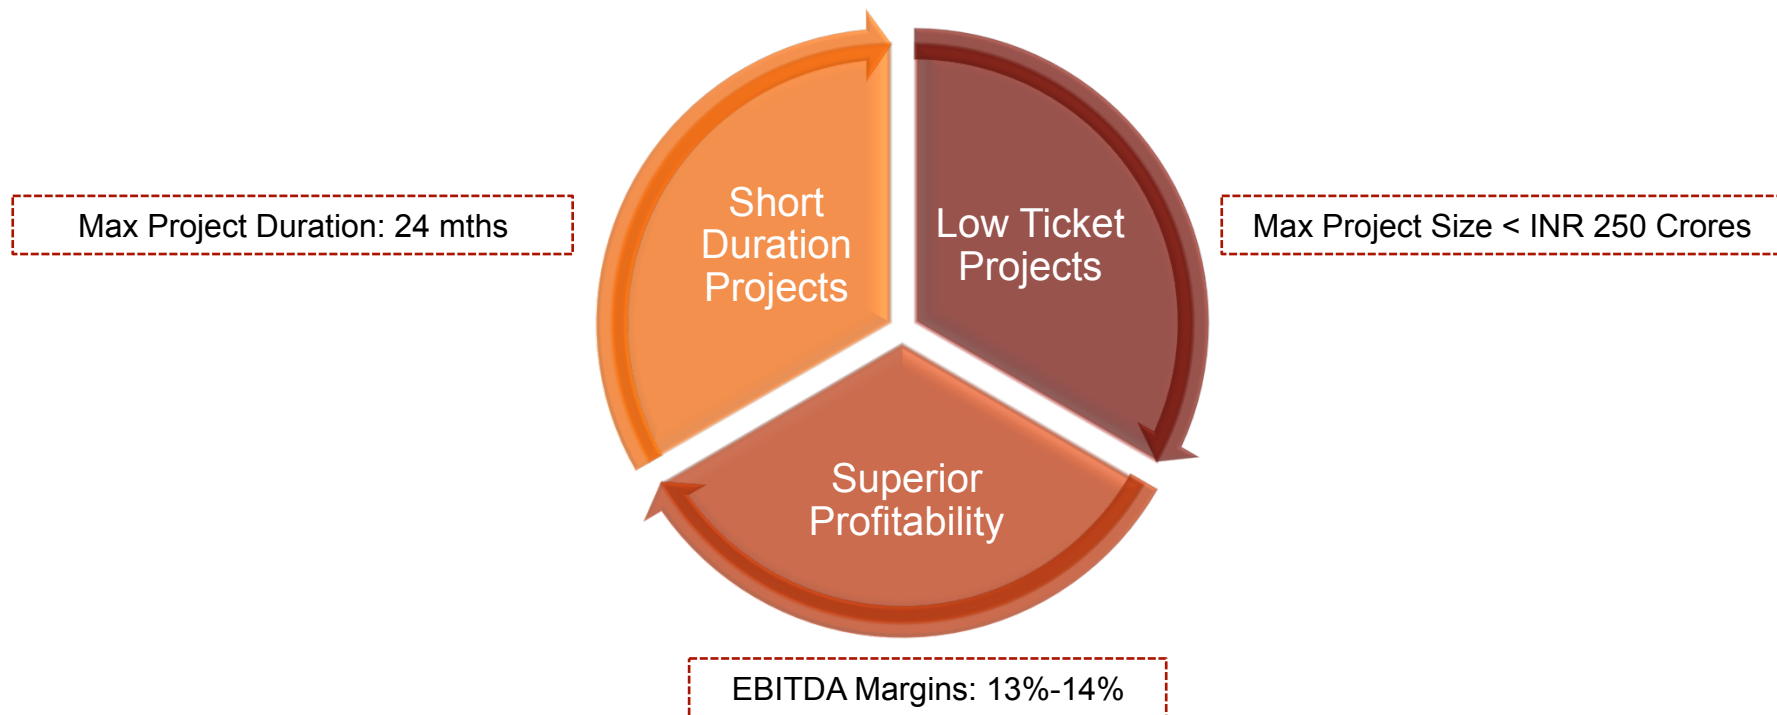 Short
Duration
Projects
Low Ticket
Projects
Max Project Duration: 24 mths
Max Project Size < INR 250 Crores
Superior
Profitability
EBITDA Margins: 13%-14%